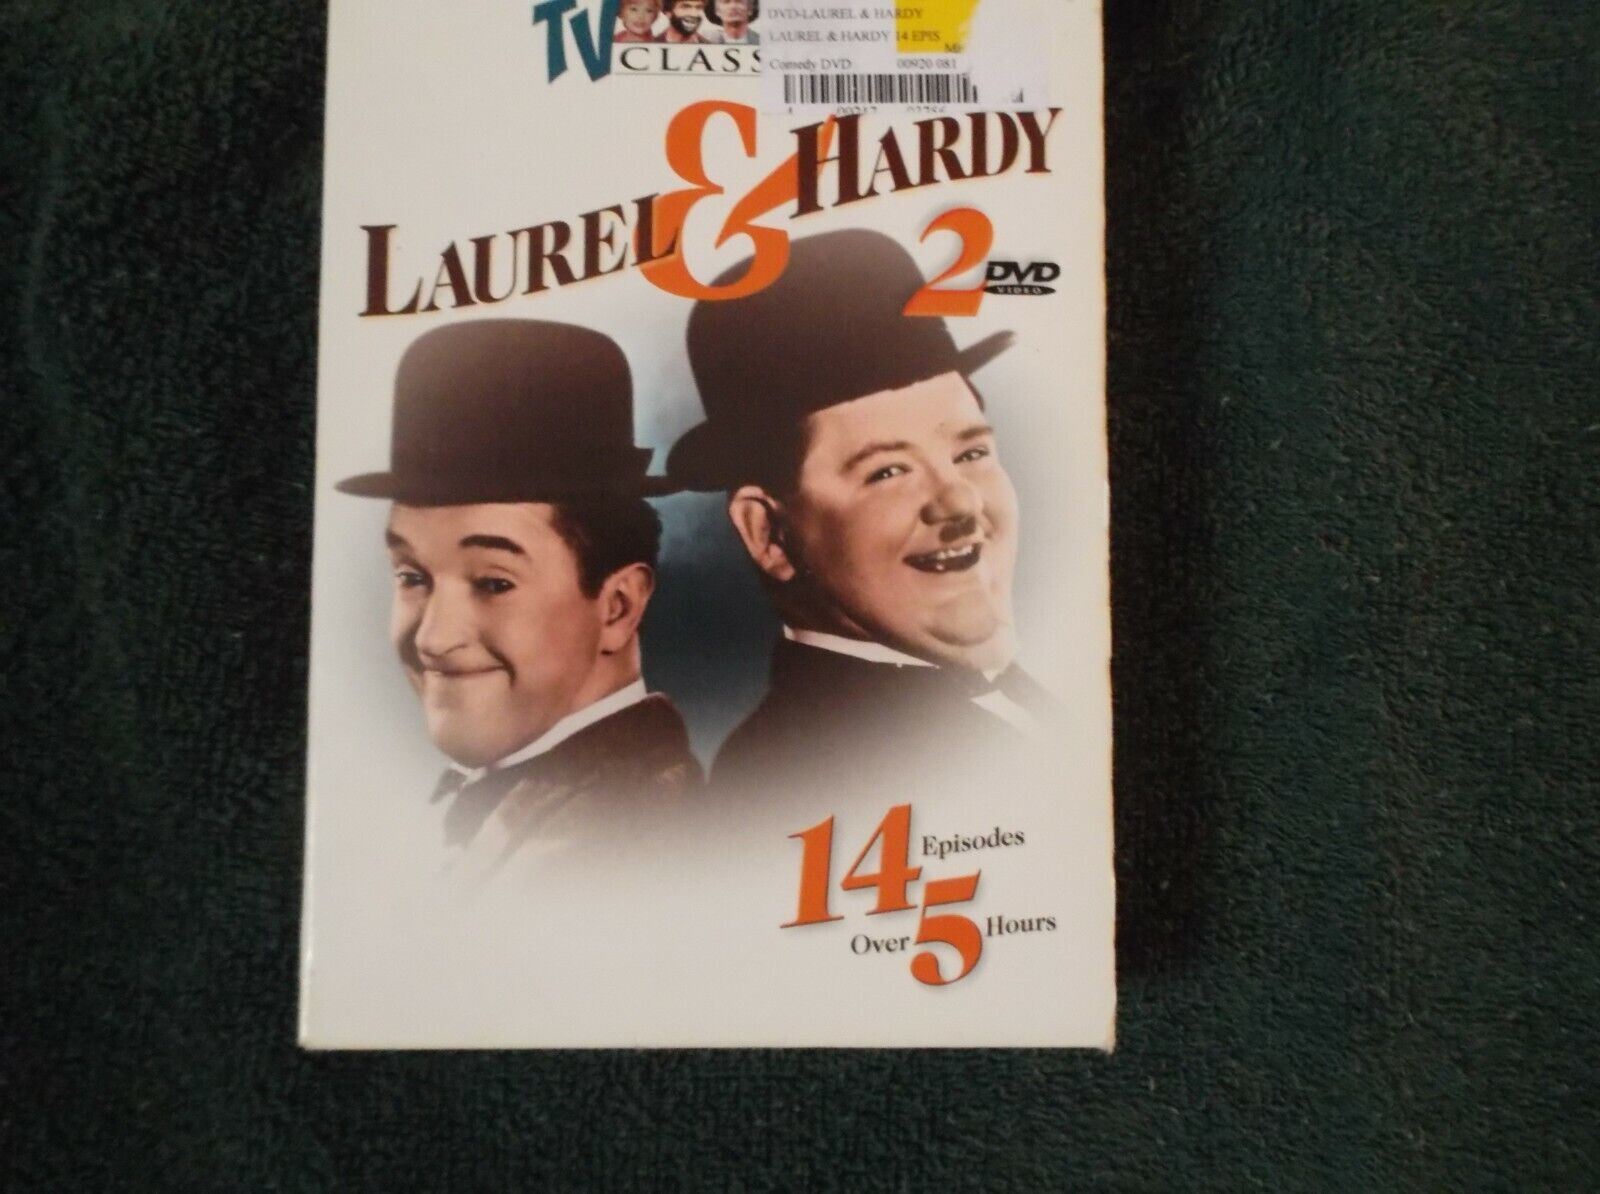 TV
CLASS
DVD-LAUREL & HARDY
LAUREL & HARDY 14 EPIS
Comedy DVD 00920 081
LAUREL & HARDY
2 DVD
VIDEO
14 Episodes
Over 5 Hours